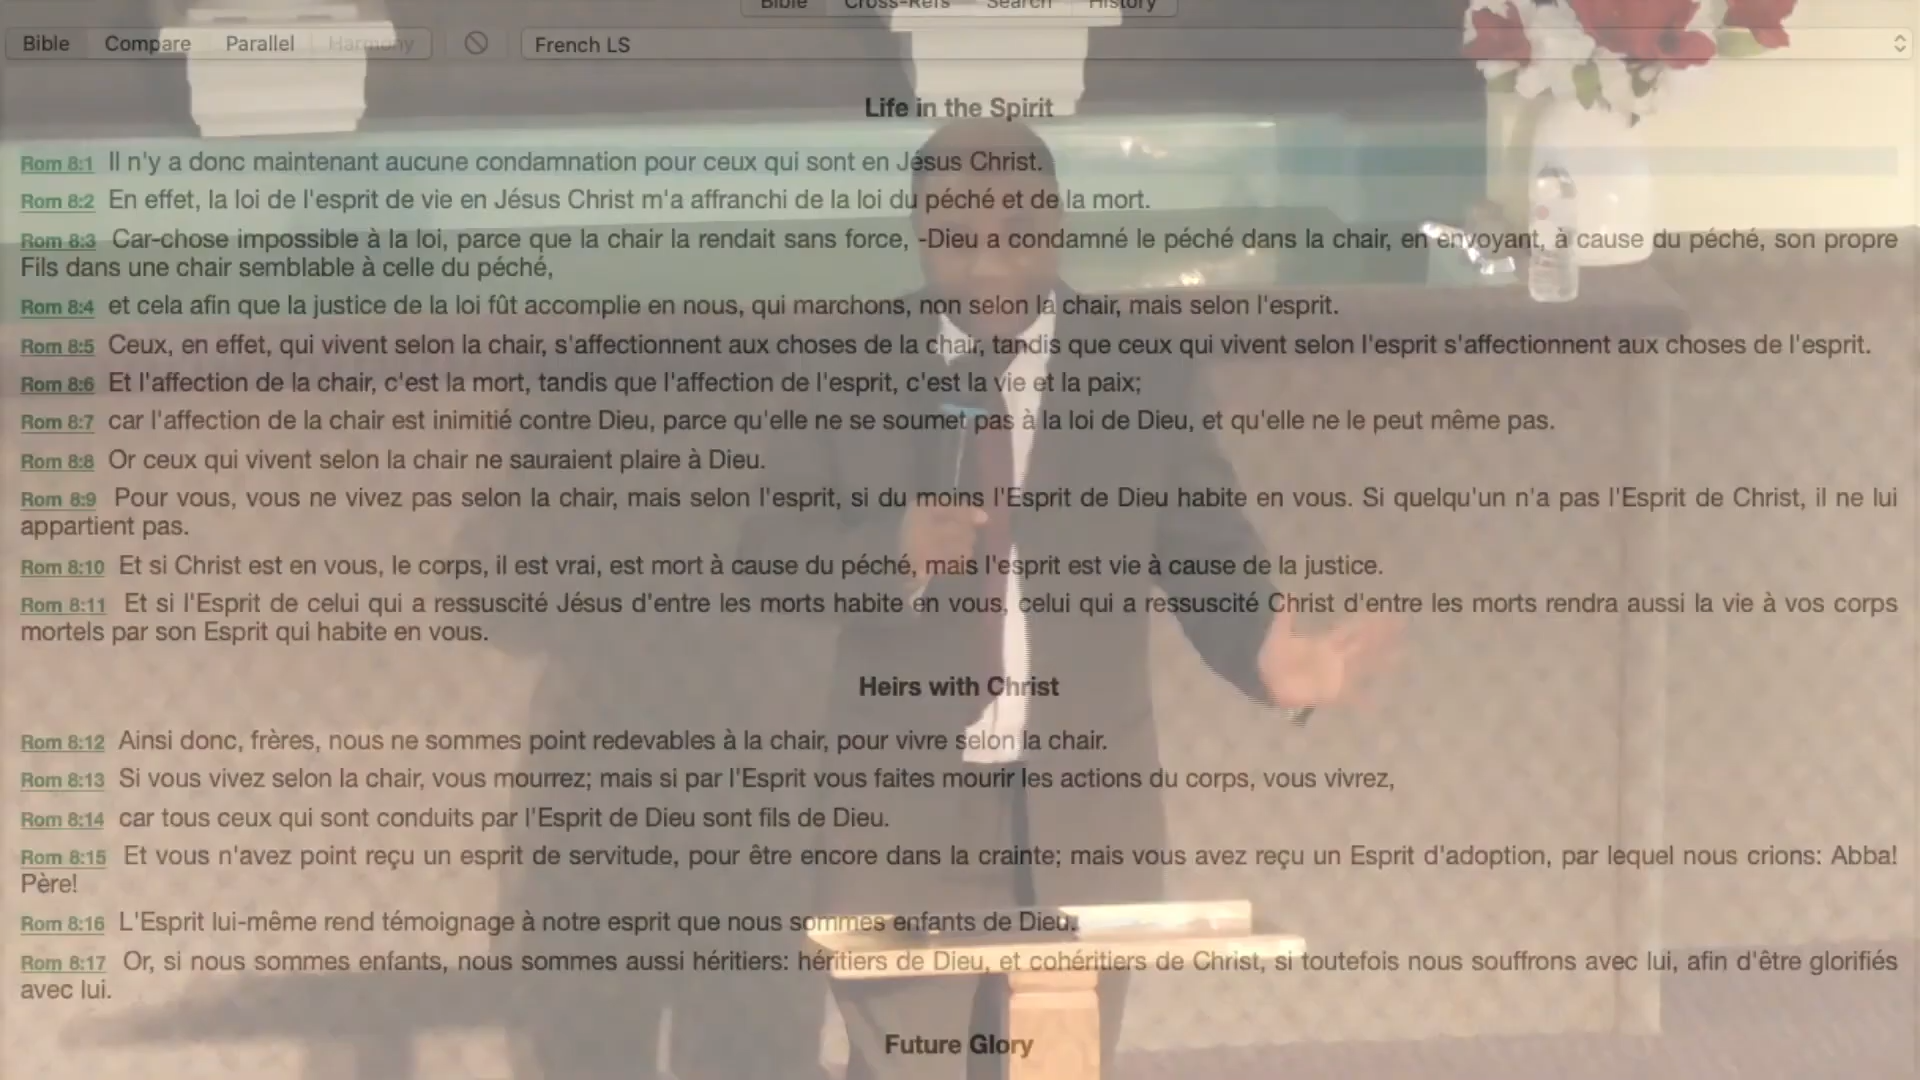 Bible Cross-Refs Search History
Bible Compare Parallel Harmony French LS
Life in the Spirit
Rom 8:1 Il n'y a donc maintenant aucune condamnation pour ceux qui sont en Jésus Christ.
Rom 8:2 En effet, la loi de l'esprit de vie en Jésus Christ m'a affranchi de la loi du péché et de la mort.
Rom 8:3 Car-chose impossible à la loi, parce que la chair la rendait sans force, -Dieu a condamné le péché dans la chair, en envoyant, à cause du péché, son propre
Fils dans une chair semblable à celle du péché,
Rom 8:4 et cela afin que la justice de la loi fût accomplie en nous, qui marchons, non selon la chair, mais selon l'esprit.
Rom 8:5 Ceux, en effet, qui vivent selon la chair, s'affectionnent aux choses de la chair, tandis que ceux qui vivent selon l'esprit s'affectionnent aux choses de l'esprit.
Rom 8:6 Et l'affection de la chair, c'est la mort, tandis que l'affection de l'esprit, c'est la vie et la paix;
Rom 8:7 car l'affection de la chair est inimitié contre Dieu, parce qu'elle ne se soumet pas à la loi de Dieu, et qu'elle ne le peut même pas.
Rom 8:8 Or ceux qui vivent selon la chair ne sauraient plaire à Dieu.
Rom 8:9 Pour vous, vous ne vivez pas selon la chair, mais selon l'esprit, si du moins l'Esprit de Dieu habite en vous. Si quelqu'un n'a pas l'Esprit de Christ, il ne lui
appartient pas.
Rom 8:10 Et si Christ est en vous, le corps, il est vrai, est mort à cause du péché, mais l'esprit est vie à cause de la justice.
Rom 8:11 Et si l'Esprit de celui qui a ressuscité Jésus d'entre les morts habite en vous, celui qui a ressuscité Christ d'entre les morts rendra aussi la vie à vos corps
mortels par son Esprit qui habite en vous.
Heirs with Christ
Rom 8:12 Ainsi donc, frères, nous ne sommes point redevables à la chair, pour vivre selon la chair.
Rom 8:13 Si vous vivez selon la chair, vous mourrez; mais si par l'Esprit vous faites mourir les actions du corps, vous vivrez,
Rom 8:14 car tous ceux qui sont conduits par l'Esprit de Dieu sont fils de Dieu.
Rom 8:15 Et vous n'avez point reçu un esprit de servitude, pour être encore dans la crainte; mais vous avez reçu un Esprit d'adoption, par lequel nous crions: Abba!
Père!
Rom 8:16 L'Esprit lui-même rend témoignage à notre esprit que nous sommes enfants de Dieu.
Rom 8:17 Or, si nous sommes enfants, nous sommes aussi héritiers: héritiers de Dieu, et cohéritiers de Christ, si toutefois nous souffrons avec lui, afin d'être glorifiés
avec lui.
Future Glory